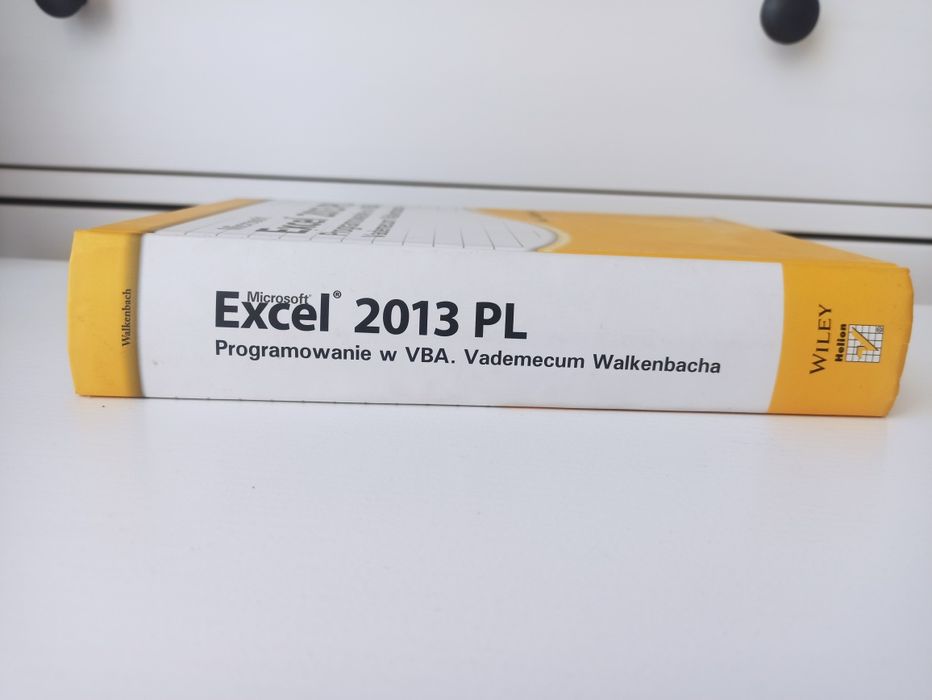 Walkenbach
Microsoft®
Excel® 2013 PL
Programowanie w VBA. Vademecum Walkenbacha
WILEY
Helion